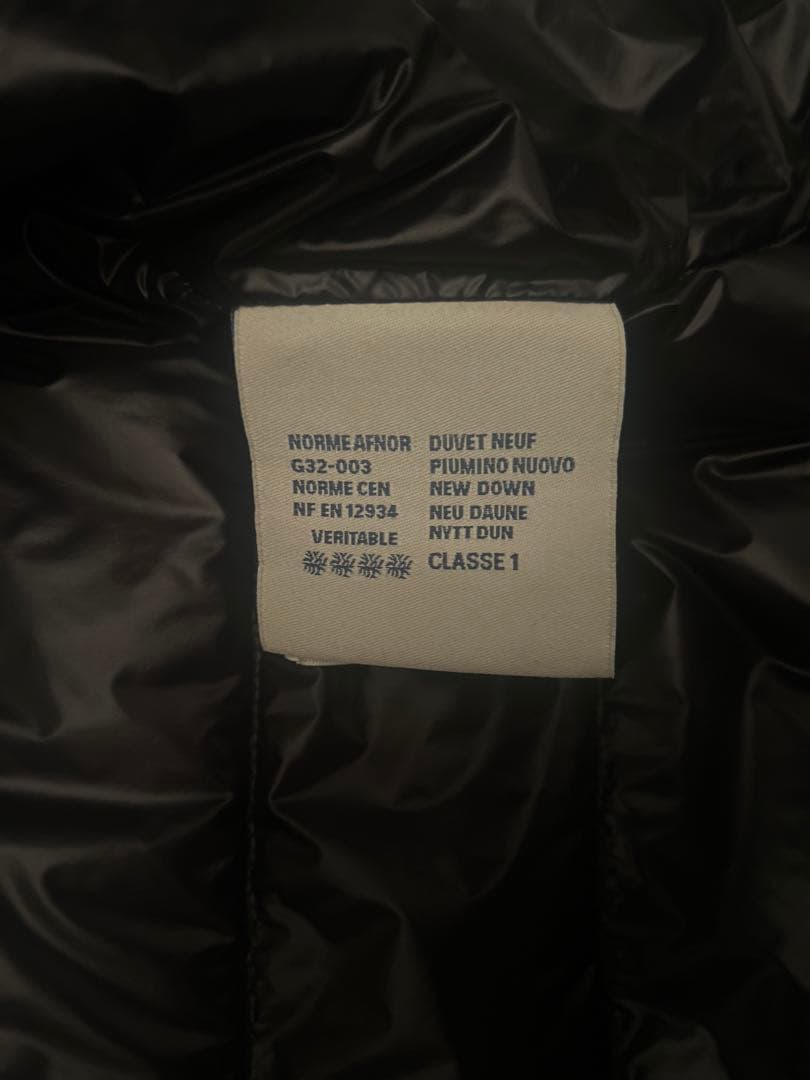 NORME AFNOR
G32-003
NORME CEN
NF EN 12934
VERITABLE
DUVET NEUF
PIUMINO NUOVO
NEW DOWN
NEU DAUNE
NYTT DUN
CLASSE 1